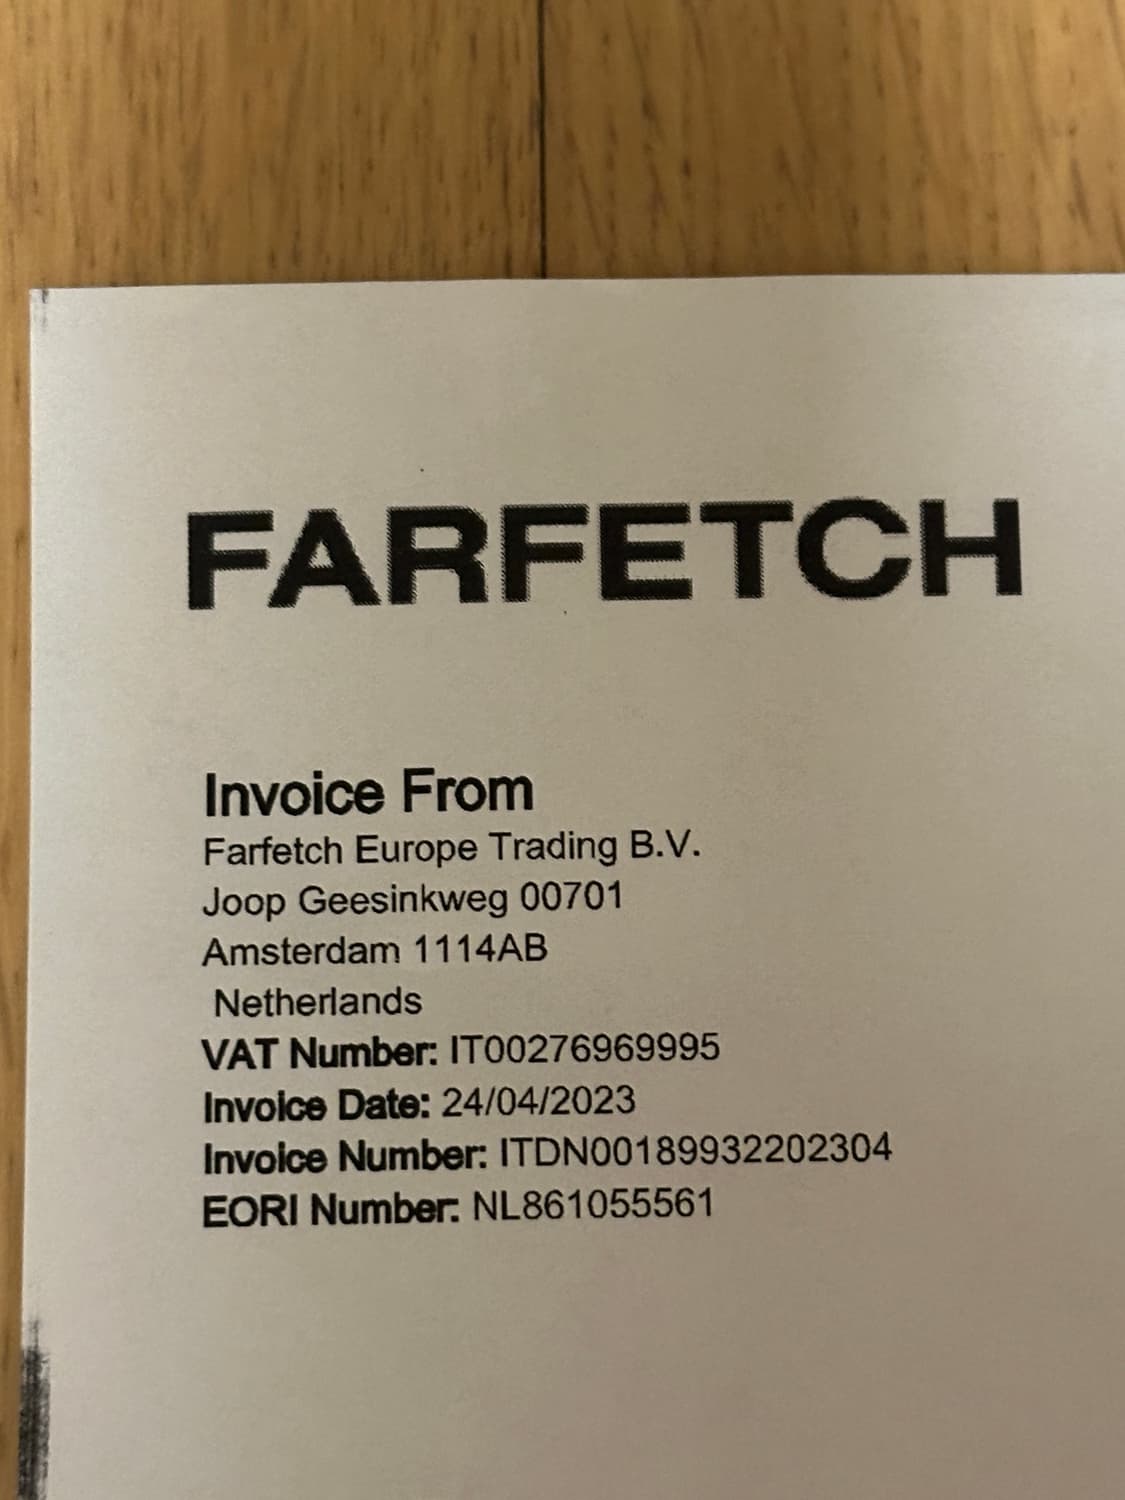 FARFETCH
Invoice From
Farfetch Europe Trading B.V.
Joop Geesinkweg 00701
Amsterdam 1114AB
Netherlands
VAT Number: IT00276969995
Invoice Date: 24/04/2023
Invoice Number: ITDN00189932202304
EORI Number: NL861055561